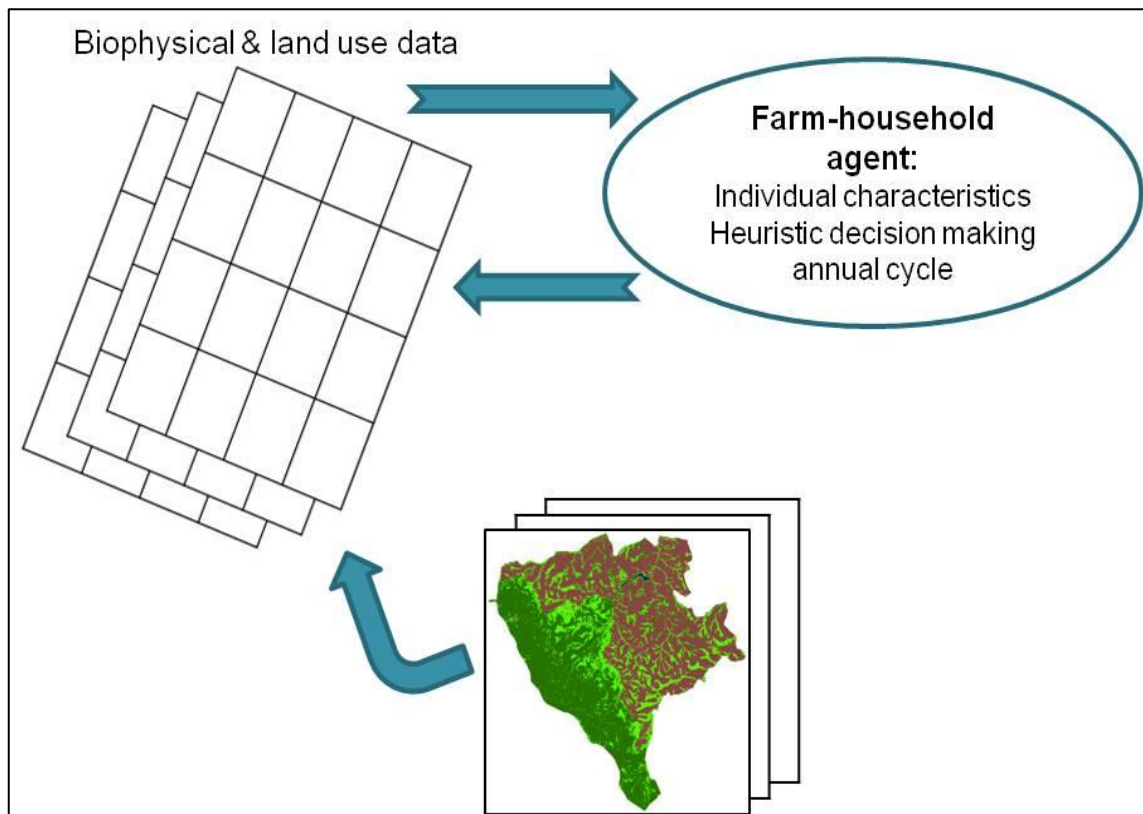 Biophysical & land use data
Farm-household
agent:
Individual characteristics
Heuristic decision making
annual cycle